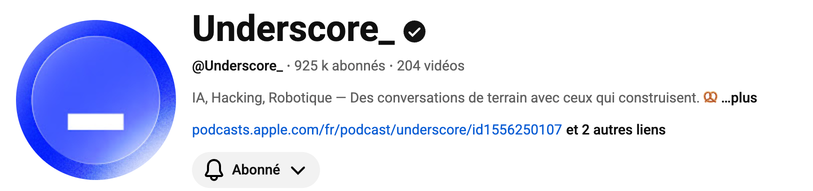 Underscore_
@Underscore_ · 925 k abonnés · 204 vidéos
IA, Hacking, Robotique — Des conversations de terrain avec ceux qui construisent. 🥨 ...plus
podcasts.apple.com/fr/podcast/underscore/id1556250107 et 2 autres liens
Abonné